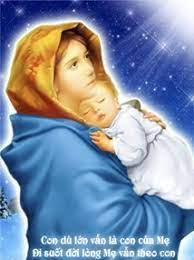 Con dù lớn vẫn là con của Mẹ
Đi suốt đời lòng Mẹ vẫn theo con